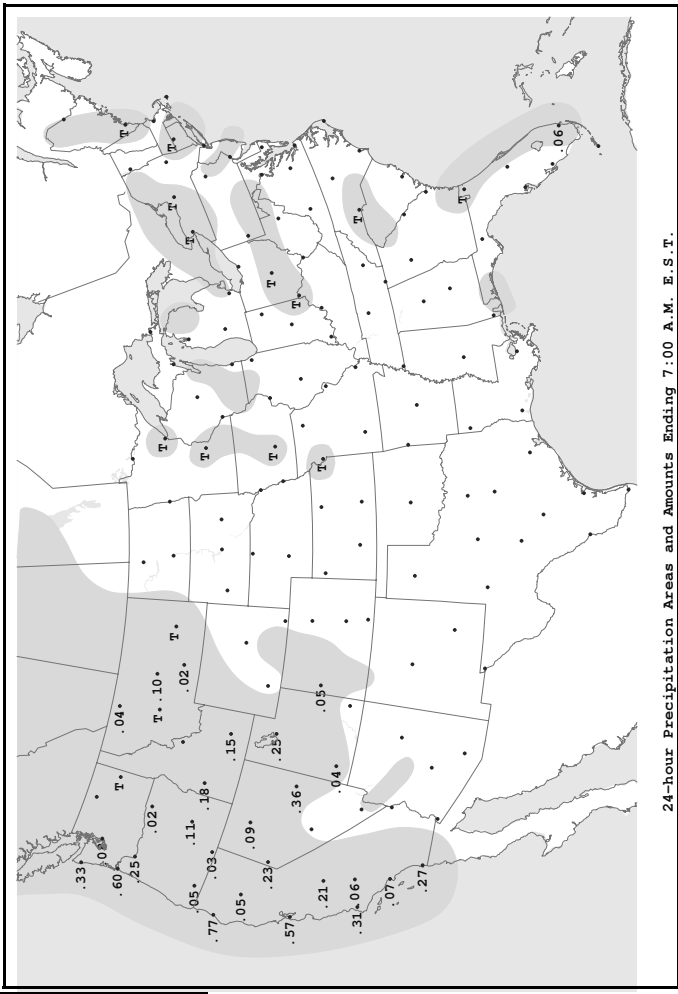 .33
.60
.04
T
T
.25
.02
T
.10
T
.11
T
T
T
.02
T
.05
.18
T
.77
.03
.15
.05
.09
.23
T
T
.25
.57
.36
T
.05
T
.21
.04
.06
.31
T
.07
.27
T
.06
24-hour Precipitation Areas and Amounts Ending 7:00 A.M. E.S.T.